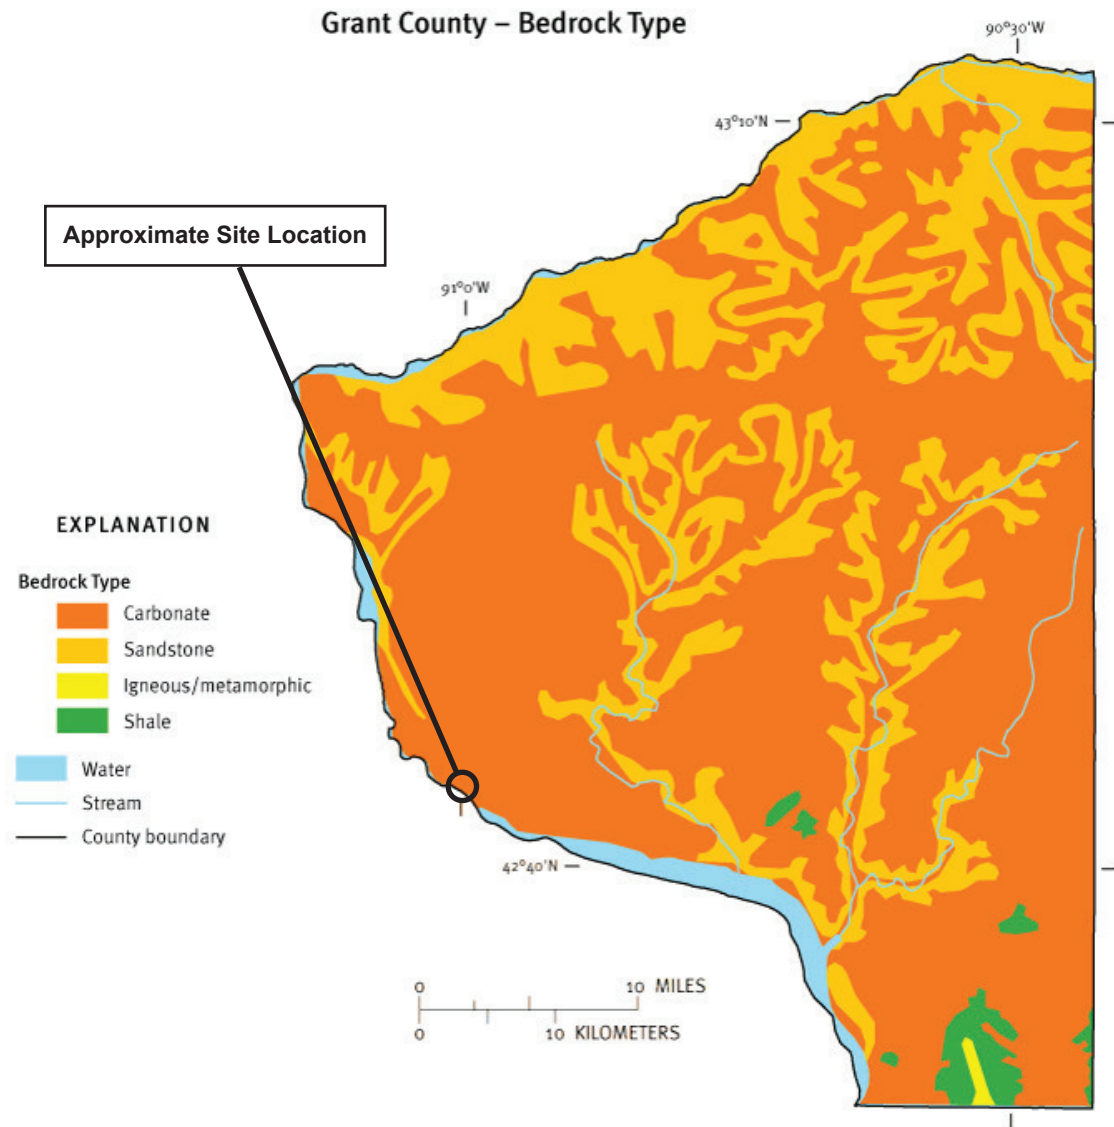 Grant County – Bedrock Type
90°30'W
43°10'N
Approximate Site Location
91°0'W
EXPLANATION
Bedrock Type
Carbonate
Sandstone
Igneous/metamorphic
Shale
Water
Stream
County boundary
42°40'N
0 10 MILES
0 10 KILOMETERS